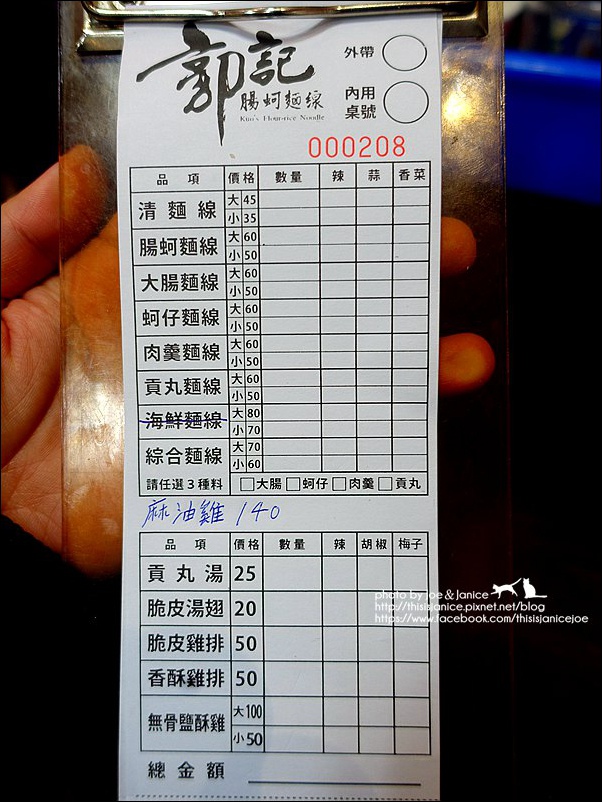 郭記
腸蚵麵線
Kuo's Flour-rice Noodle
外帶
內用
桌號
000208
品項 價格 數量 辣 蒜 香菜
清麵線 大 45
小 35
腸蚵麵線 大 60
小 50
大腸麵線 大 60
小 50
蚵仔麵線 大 60
小 50
肉羹麵線 大 60
小 50
貢丸麵線 大 60
小 50
海鮮麵線 大 80
小 70
綜合麵線 大 70
小 60
請任選3種料 □大腸 □蚵仔 □肉羹 □貢丸
麻油雞 140
品項 價格 數量 辣 胡椒 梅子
貢丸湯 25
脆皮湯翅 20
脆皮雞排 50
香酥雞排 50
無骨鹽酥雞 大 100
小 50
總金額
photo by Joe & Janice
http://thisisjanice.pixnet.net/blog
https://www.facebook.com/thisisjanicejoe